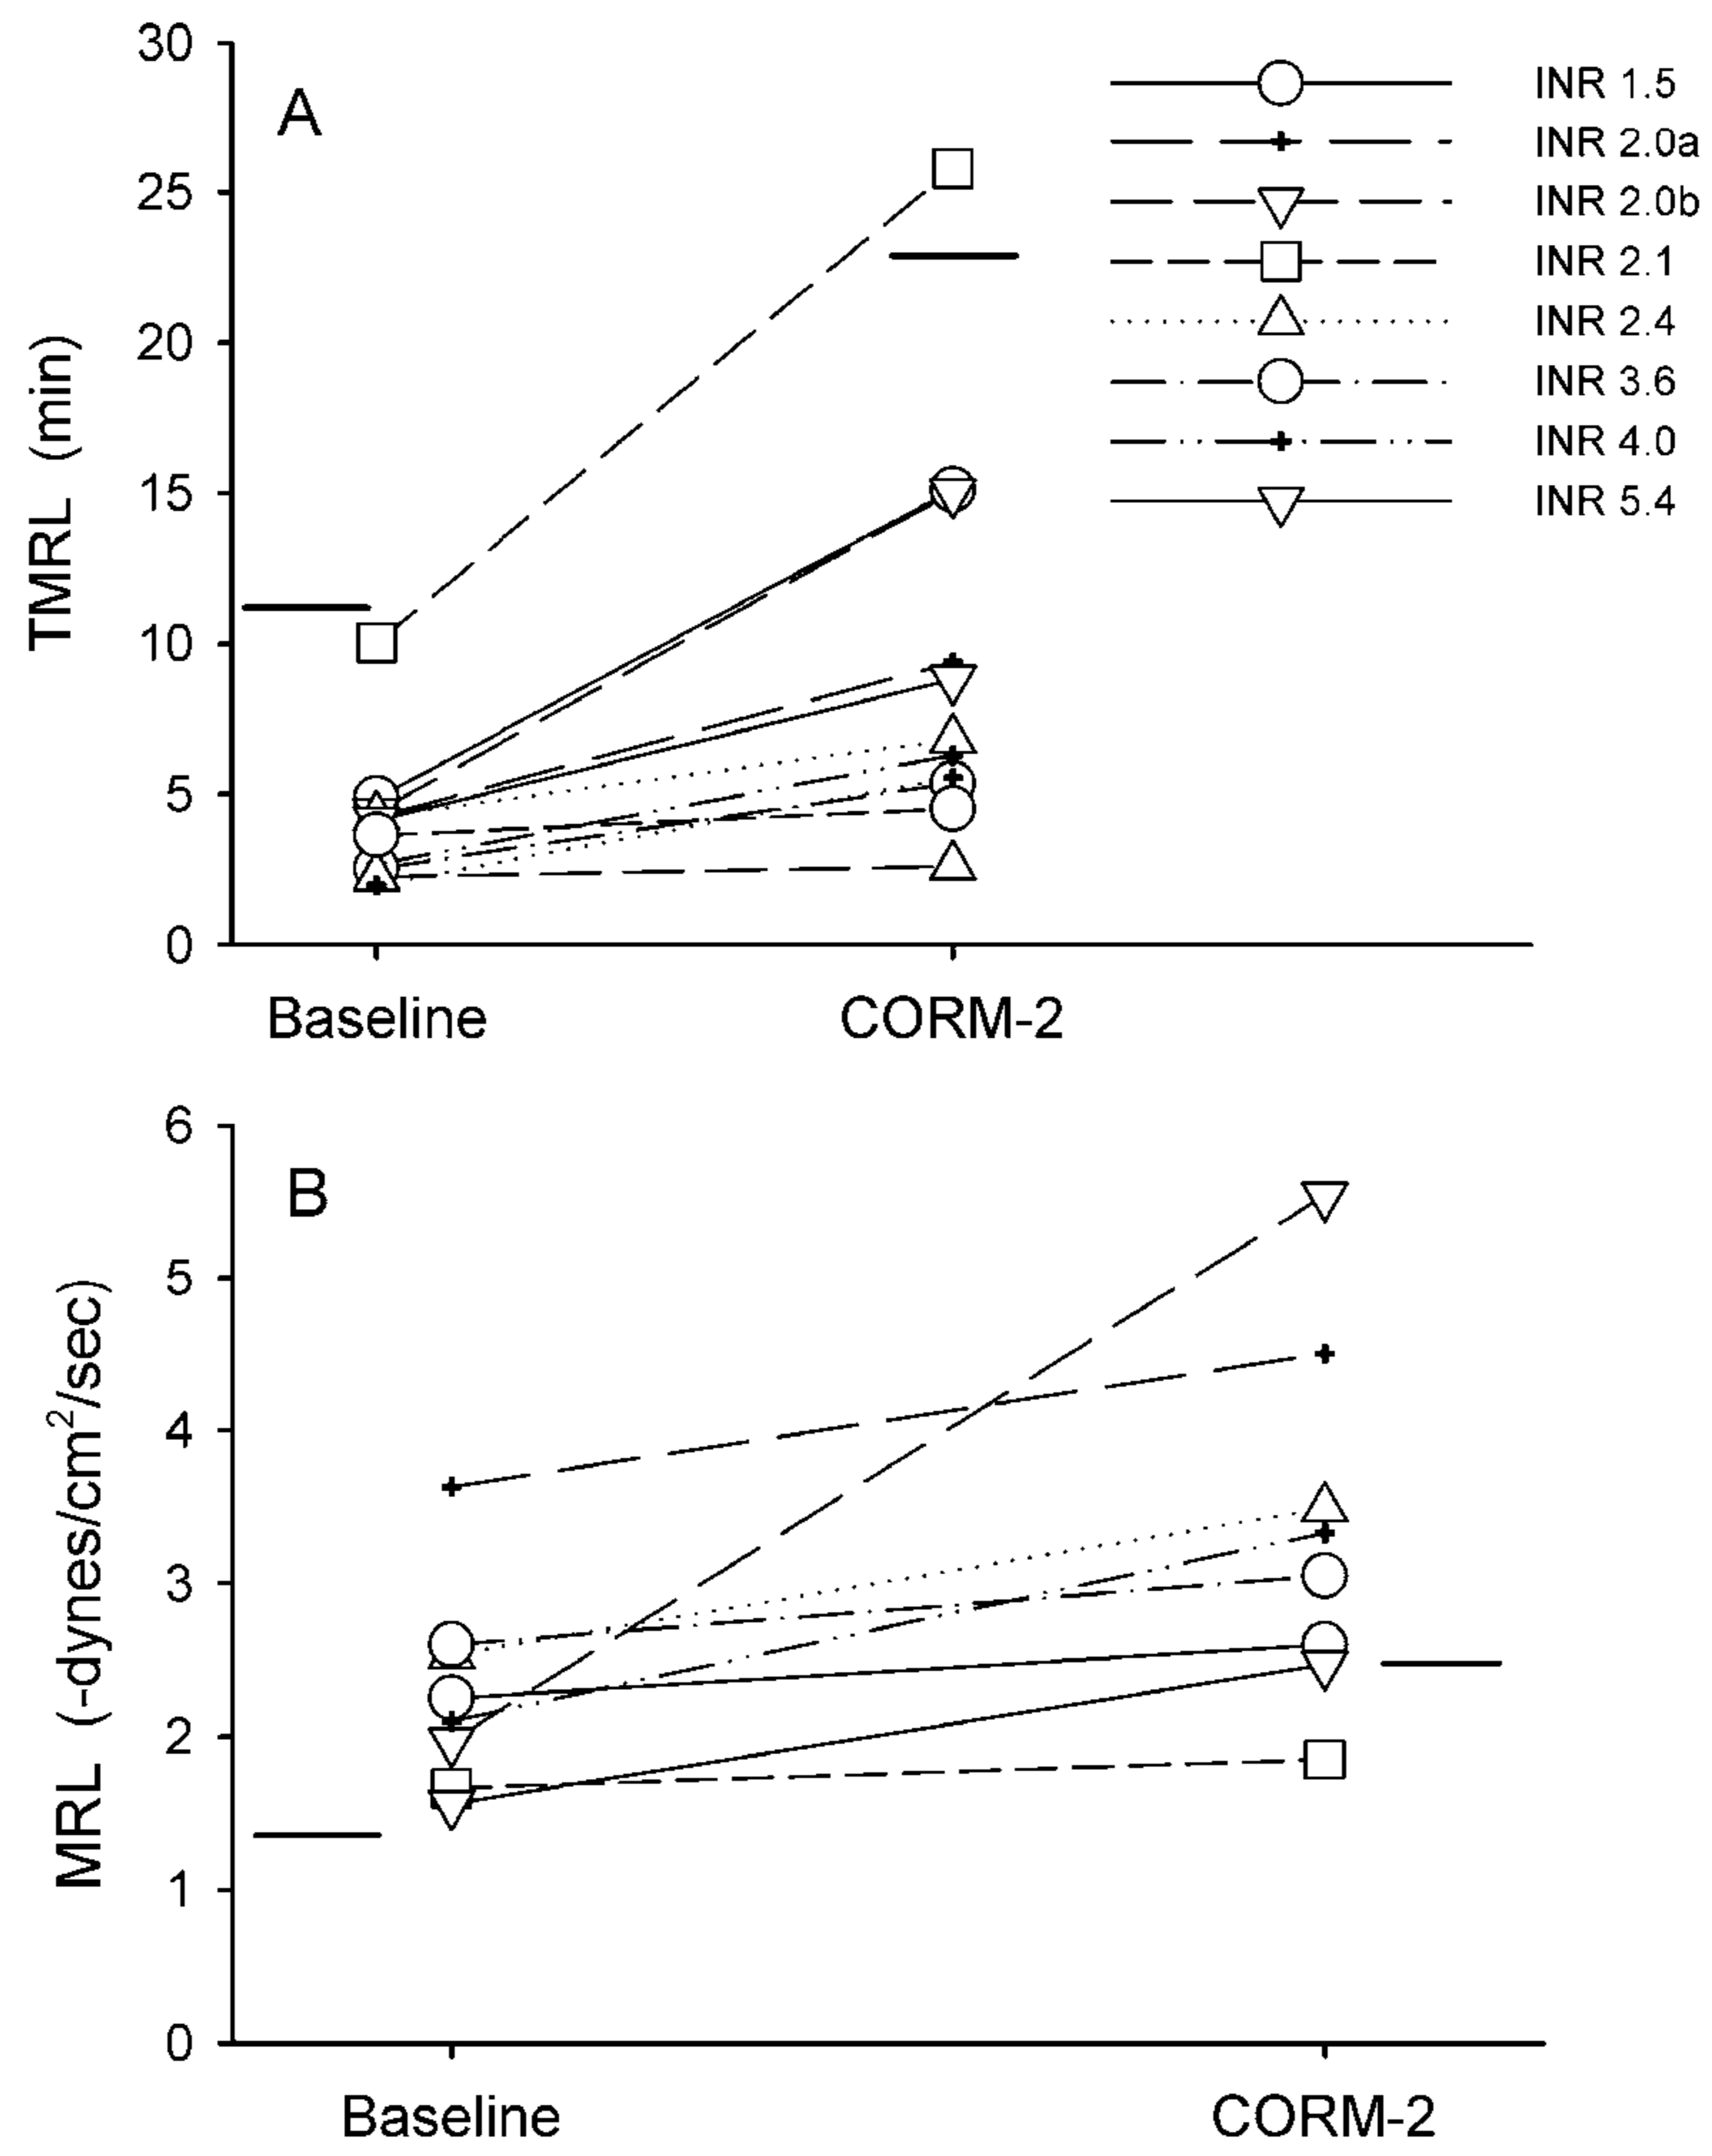 30
25
20
15
10
5
0
TMRL (min)
A
INR 1.5
INR 2.0a
INR 2.0b
INR 2.1
INR 2.4
INR 3.6
INR 4.0
INR 5.4
Baseline CORM-2
6
5
4
3
2
1
0
MRL (-dynes/cm²/sec)
B
Baseline CORM-2